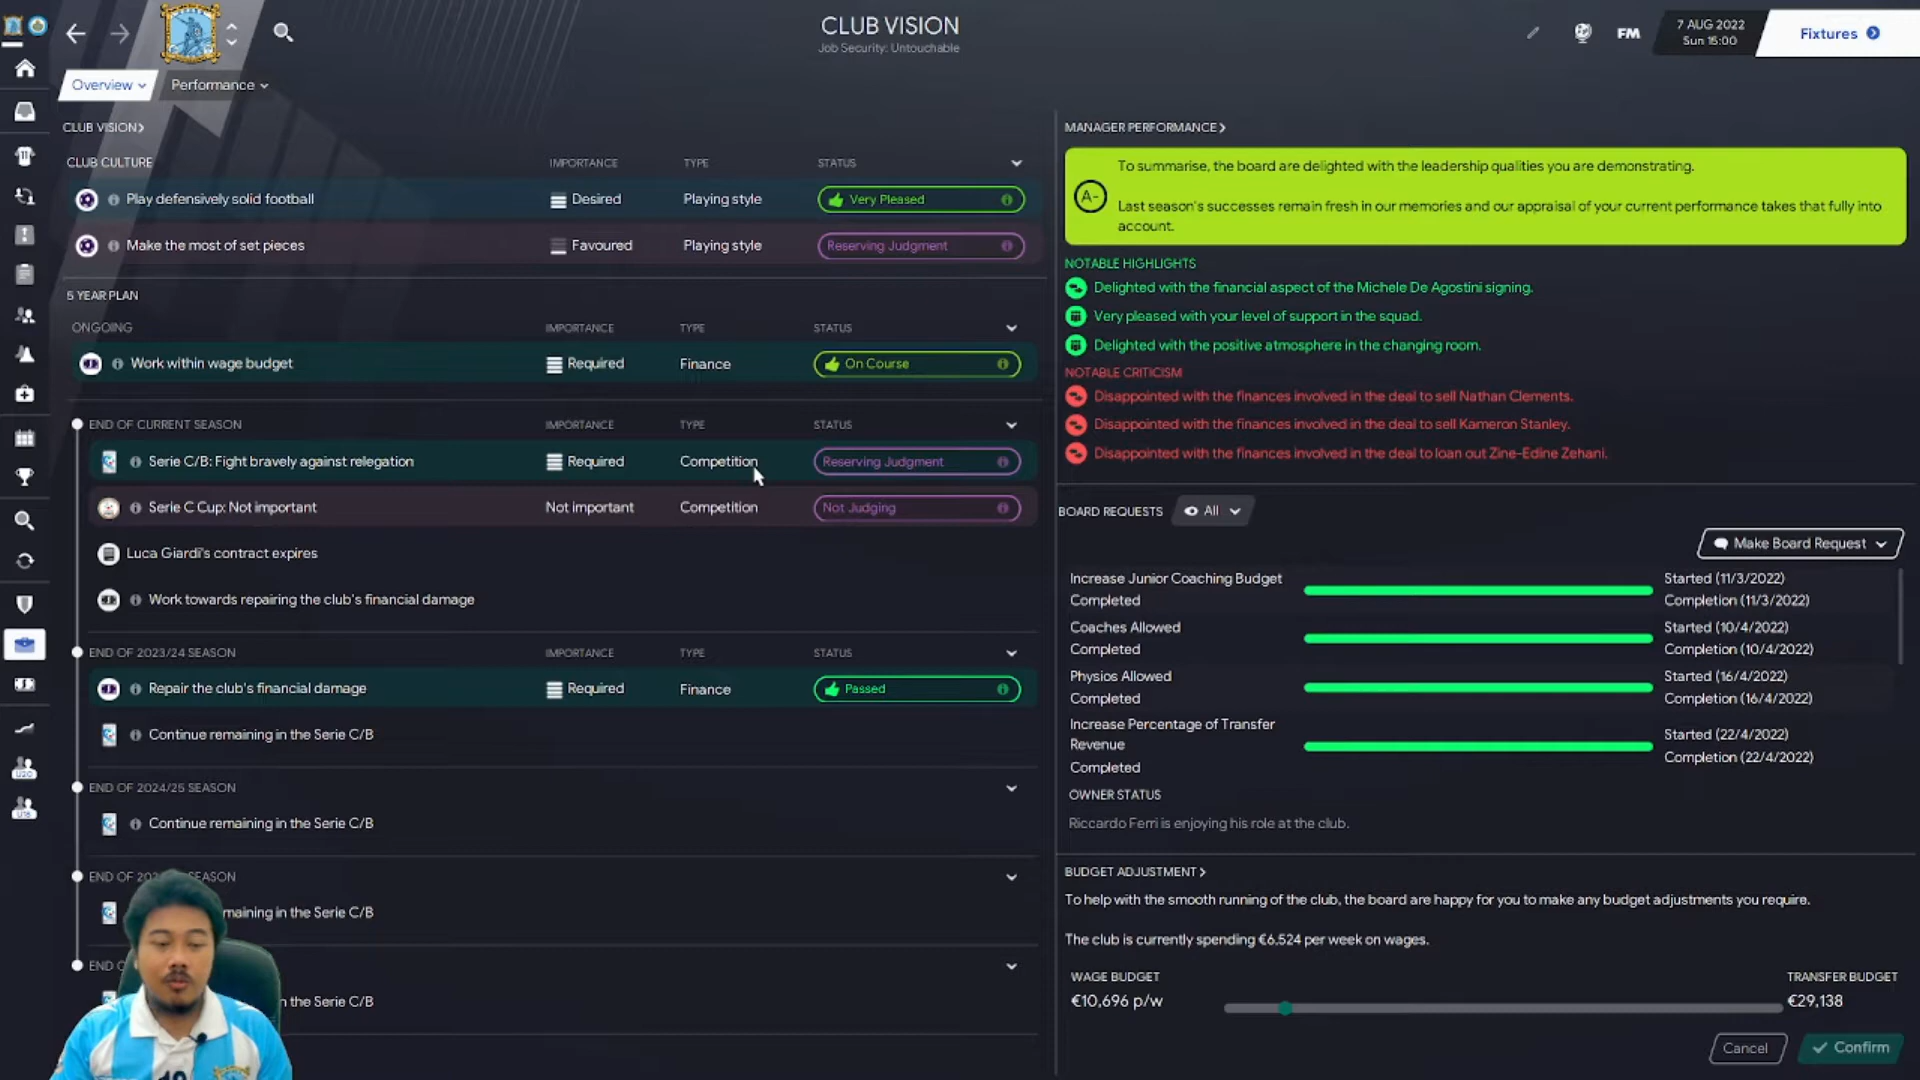 CLUB VISION
Job Security: Untouchable
FM
7 AUG 2022
Sun 15:00
Fixtures
Overview
Performance
CLUB VISION
CLUB CULTURE IMPORTANCE TYPE STATUS
Play defensively solid football Desired Playing style Very Pleased
Make the most of set pieces Favoured Playing style Reserving Judgment
5 YEAR PLAN
ONGOING IMPORTANCE TYPE STATUS
Work within wage budget Required Finance On Course
END OF CURRENT SEASON IMPORTANCE TYPE STATUS
Serie C/B: Fight bravely against relegation Required Competition Reserving Judgment
Serie C Cup: Not important Not important Competition Not Judging
Luca Giardi's contract expires
Work towards repairing the club's financial damage
END OF 2023/24 SEASON IMPORTANCE TYPE STATUS
Repair the club's financial damage Required Finance Passed
Continue remaining in the Serie C/B
END OF 2024/25 SEASON
Continue remaining in the Serie C/B
END OF SEASON
maining in the Serie C/B
END
the Serie C/B
U20
U18
MANAGER PERFORMANCE
A-
To summarise, the board are delighted with the leadership qualities you are demonstrating.
Last season's successes remain fresh in our memories and our appraisal of your current performance takes that fully into
account.
NOTABLE HIGHLIGHTS
Delighted with the financial aspect of the Michele De Agostini signing.
Very pleased with your level of support in the squad.
Delighted with the positive atmosphere in the changing room.
NOTABLE CRITICISM
Disappointed with the finances involved in the deal to sell Nathan Clements.
Disappointed with the finances involved in the deal to sell Kameron Stanley.
Disappointed with the finances involved in the deal to loan out Zine-Edine Zehani.
BOARD REQUESTS All
Make Board Request
Increase Junior Coaching Budget Started (11/3/2022)
Completed Completion (11/3/2022)
Coaches Allowed Started (10/4/2022)
Completed Completion (10/4/2022)
Physios Allowed Started (16/4/2022)
Completed Completion (16/4/2022)
Increase Percentage of Transfer Started (22/4/2022)
Revenue
Completed Completion (22/4/2022)
OWNER STATUS
Riccardo Ferri is enjoying his role at the club.
BUDGET ADJUSTMENT
To help with the smooth running of the club, the board are happy for you to make any budget adjustments you require.
The club is currently spending €6,524 per week on wages.
WAGE BUDGET TRANSFER BUDGET
€10,696 p/w €29,138
Cancel Confirm